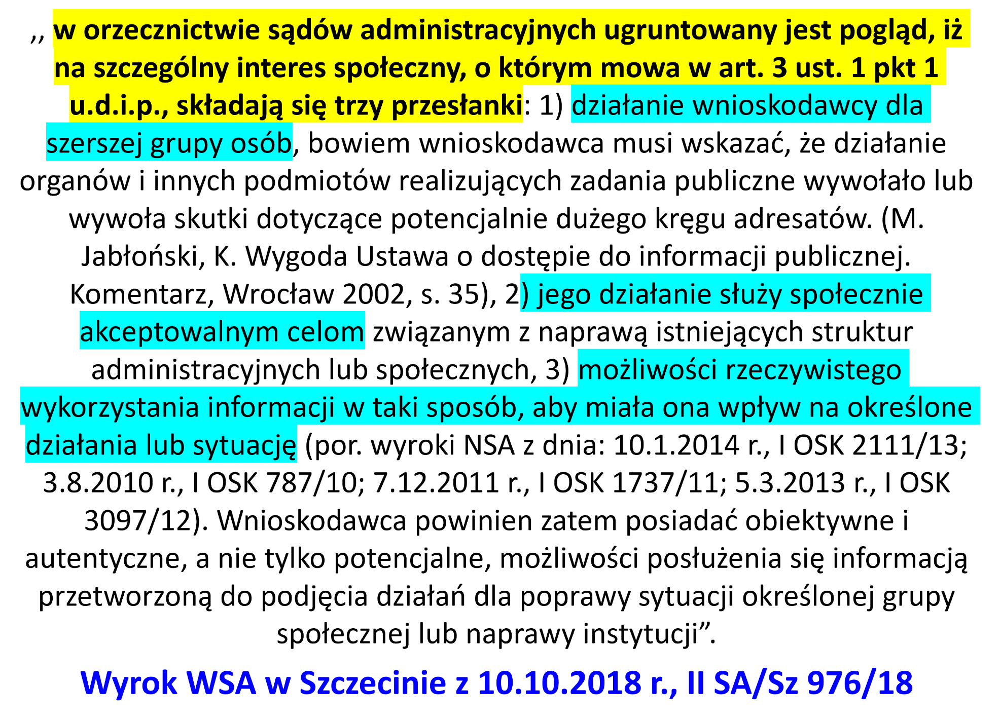 ,, w orzecznictwie sądów administracyjnych ugruntowany jest pogląd, iż
na szczególny interes społeczny, o którym mowa w art. 3 ust. 1 pkt 1
u.d.i.p., składają się trzy przesłanki: 1) działanie wnioskodawcy dla
szerszej grupy osób, bowiem wnioskodawca musi wskazać, że działanie
organów i innych podmiotów realizujących zadania publiczne wywołało lub
wywoła skutki dotyczące potencjalnie dużego kręgu adresatów. (M.
Jabłoński, K. Wygoda Ustawa o dostępie do informacji publicznej.
Komentarz, Wrocław 2002, s. 35), 2) jego działanie służy społecznie
akceptowalnym celom związanym z naprawą istniejących struktur
administracyjnych lub społecznych, 3) możliwości rzeczywistego
wykorzystania informacji w taki sposób, aby miała ona wpływ na określone
działania lub sytuację (por. wyroki NSA z dnia: 10.1.2014 r., I OSK 2111/13;
3.8.2010 r., I OSK 787/10; 7.12.2011 r., I OSK 1737/11; 5.3.2013 r., I OSK
3097/12). Wnioskodawca powinien zatem posiadać obiektywne i
autentyczne, a nie tylko potencjalne, możliwości posłużenia się informacją
przetworzoną do podjęcia działań dla poprawy sytuacji określonej grupy
społecznej lub naprawy instytucji”.
Wyrok WSA w Szczecinie z 10.10.2018 r., II SA/Sz 976/18